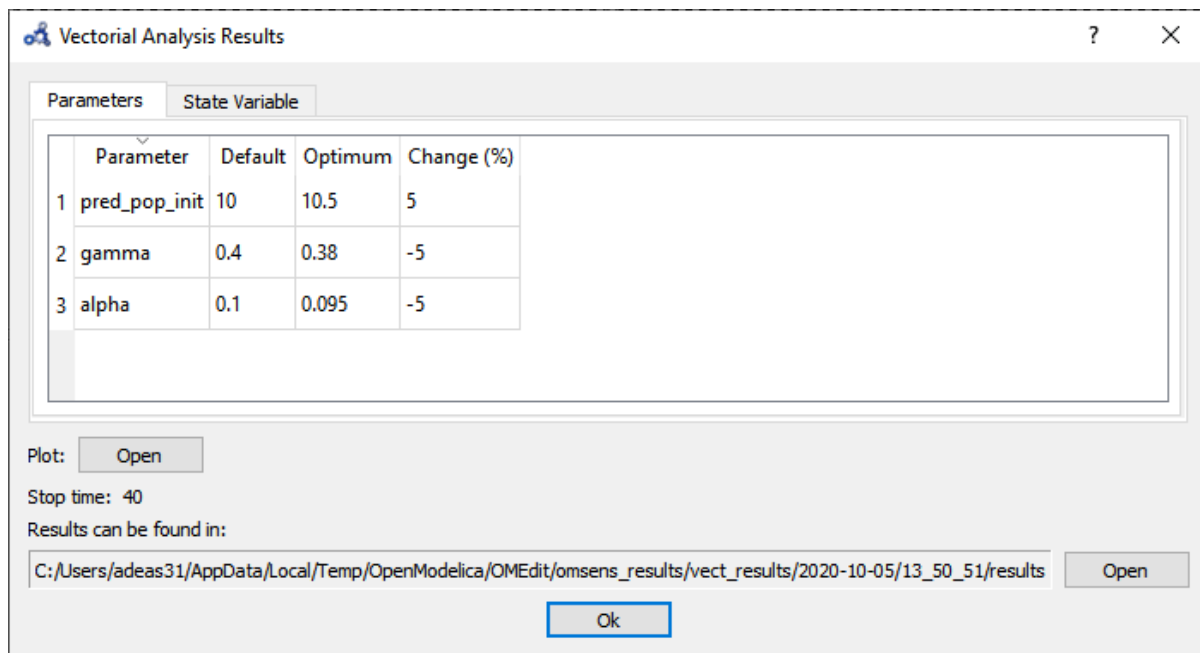 Vectorial Analysis Results ?
Parameters State Variable
Parameter Default Optimum Change (%)
1 pred_pop_init 10 10.5 5
2 gamma 0.4 0.38 -5
3 alpha 0.1 0.095 -5
Plot: Open
Stop time: 40
Results can be found in:
C:/Users/adeas31/AppData/Local/Temp/OpenModelica/OMEdit/omsens_results/vect_results/2020-10-05/13_50_51/results Open
Ok